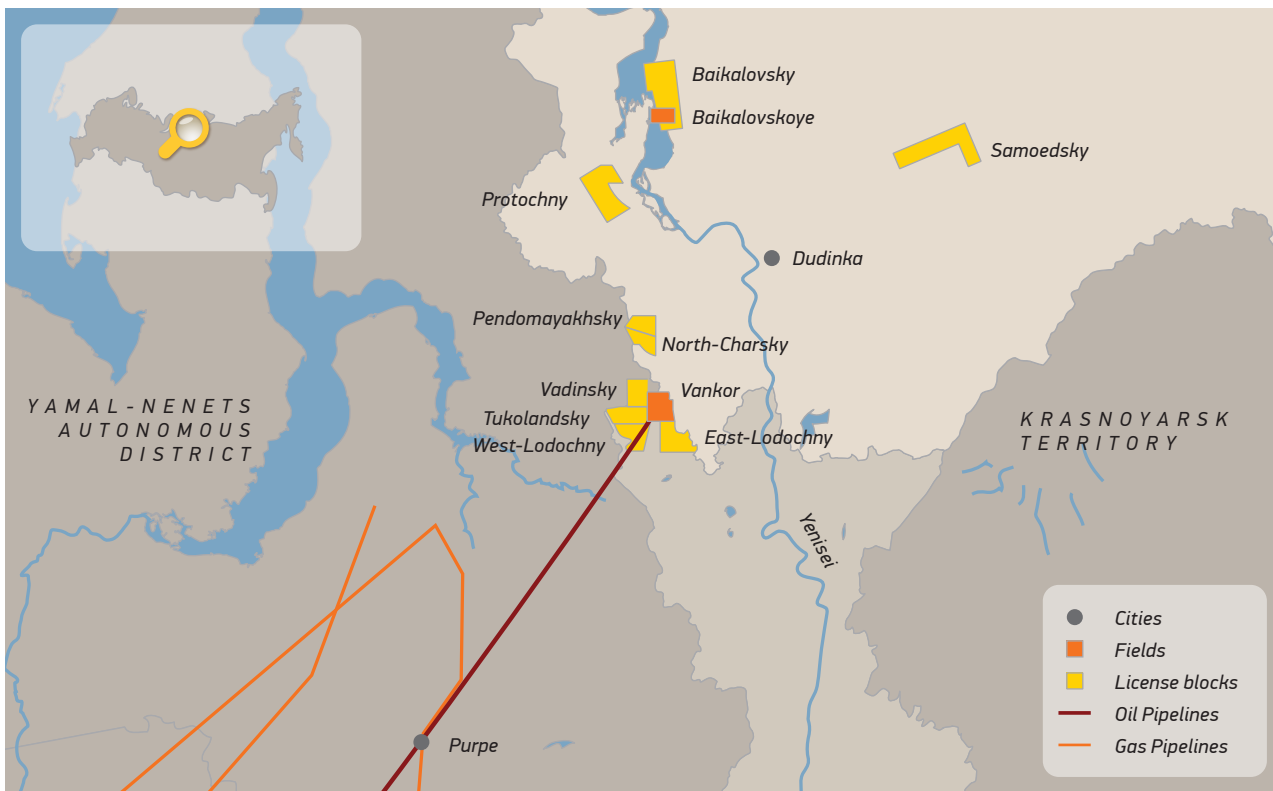 Baikalovsky
Baikalovskoye
Samoedsky
Protochny
Dudinka
Pendomayakhsky
North-Charsky
Vadinsky
Vankor
Tukolandsky
West-Lodochny
East-Lodochny
YAMAL-NENETS
AUTONOMOUS
DISTRICT
KRASNOYARSK
TERRITORY
Yenisei
Purpe
Cities
Fields
License blocks
Oil Pipelines
Gas Pipelines